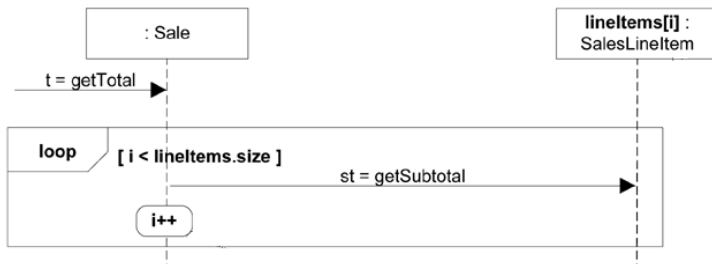 : Sale
lineItems[i] :
SalesLineItem
t = getTotal
loop
[ i < lineItems.size ]
st = getSubtotal
i++